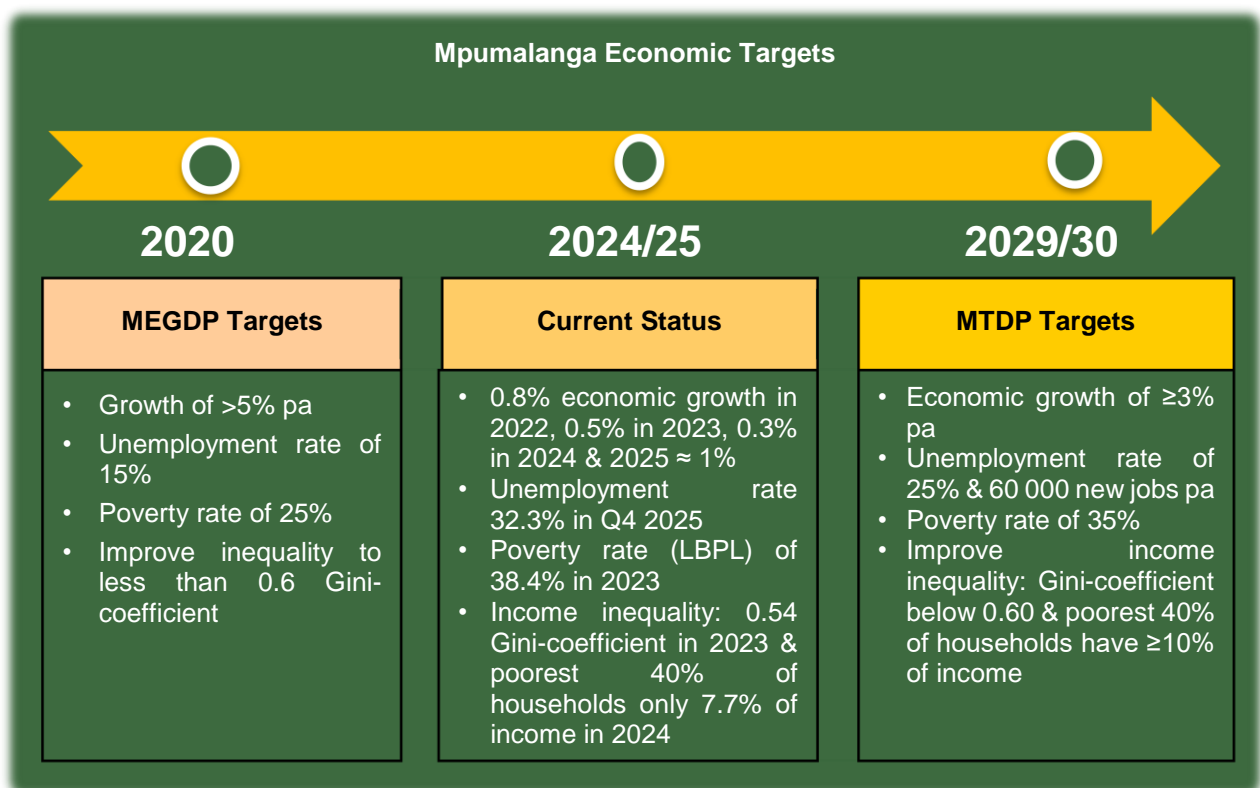 Mpumalanga Economic Targets
2020
2024/25
2029/30
MEGDP Targets
• Growth of >5% pa
• Unemployment rate of
15%
• Poverty rate of 25%
• Improve inequality to
less than 0.6 Gini-
coefficient
Current Status
• 0.8% economic growth in
2022, 0.5% in 2023, 0.3%
in 2024 & 2025 ≈ 1%
• Unemployment rate
32.3% in Q4 2025
• Poverty rate (LBPL) of
38.4% in 2023
• Income inequality: 0.54
Gini-coefficient in 2023 &
poorest 40% of
households only 7.7% of
income in 2024
MTDP Targets
• Economic growth of ≥3%
pa
• Unemployment rate of
25% & 60 000 new jobs pa
• Poverty rate of 35%
• Improve income
inequality: Gini-coefficient
below 0.60 & poorest 40%
of households have ≥10%
of income